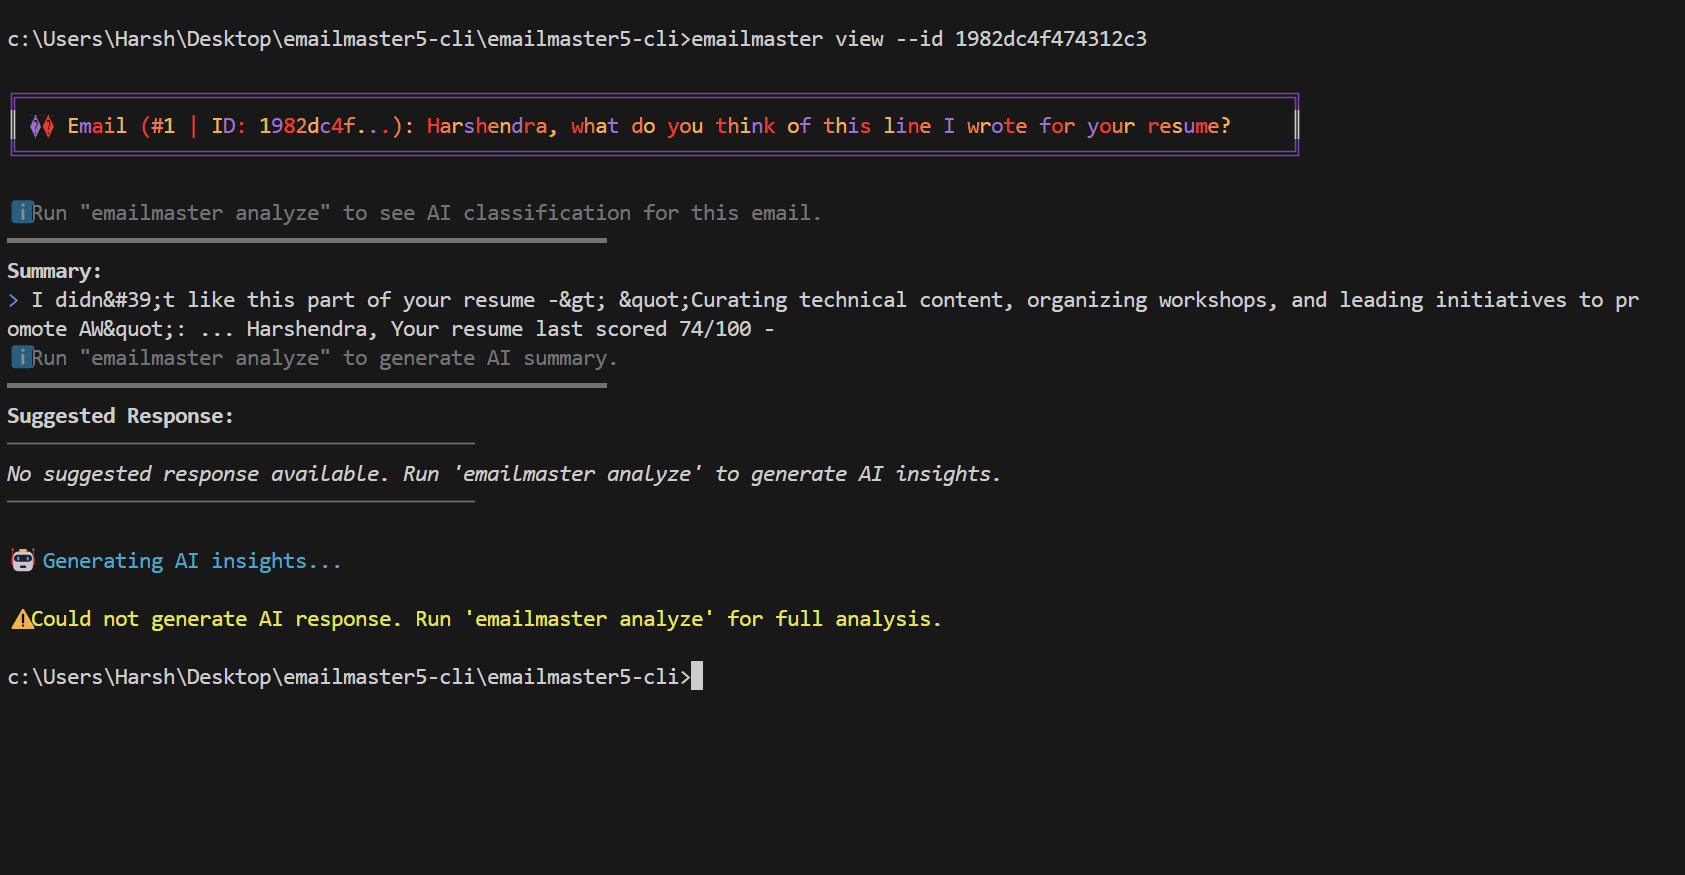 c:\Users\Harsh\Desktop\emailmaster5-cli\emailmaster5-cli>emailmaster view --id 1982dc4f474312c3
Email (#1 | ID: 1982dc4f...): Harshendra, what do you think of this line I wrote for your resume?
Run "emailmaster analyze" to see AI classification for this email.
Summary:
> I didn&#39;t like this part of your resume -&gt; &quot;Curating technical content, organizing workshops, and leading initiatives to pr
omote AW&quot;: ... Harshendra, Your resume last scored 74/100 -
Run "emailmaster analyze" to generate AI summary.
Suggested Response:
No suggested response available. Run 'emailmaster analyze' to generate AI insights.
Generating AI insights...
Could not generate AI response. Run 'emailmaster analyze' for full analysis.
c:\Users\Harsh\Desktop\emailmaster5-cli\emailmaster5-cli>